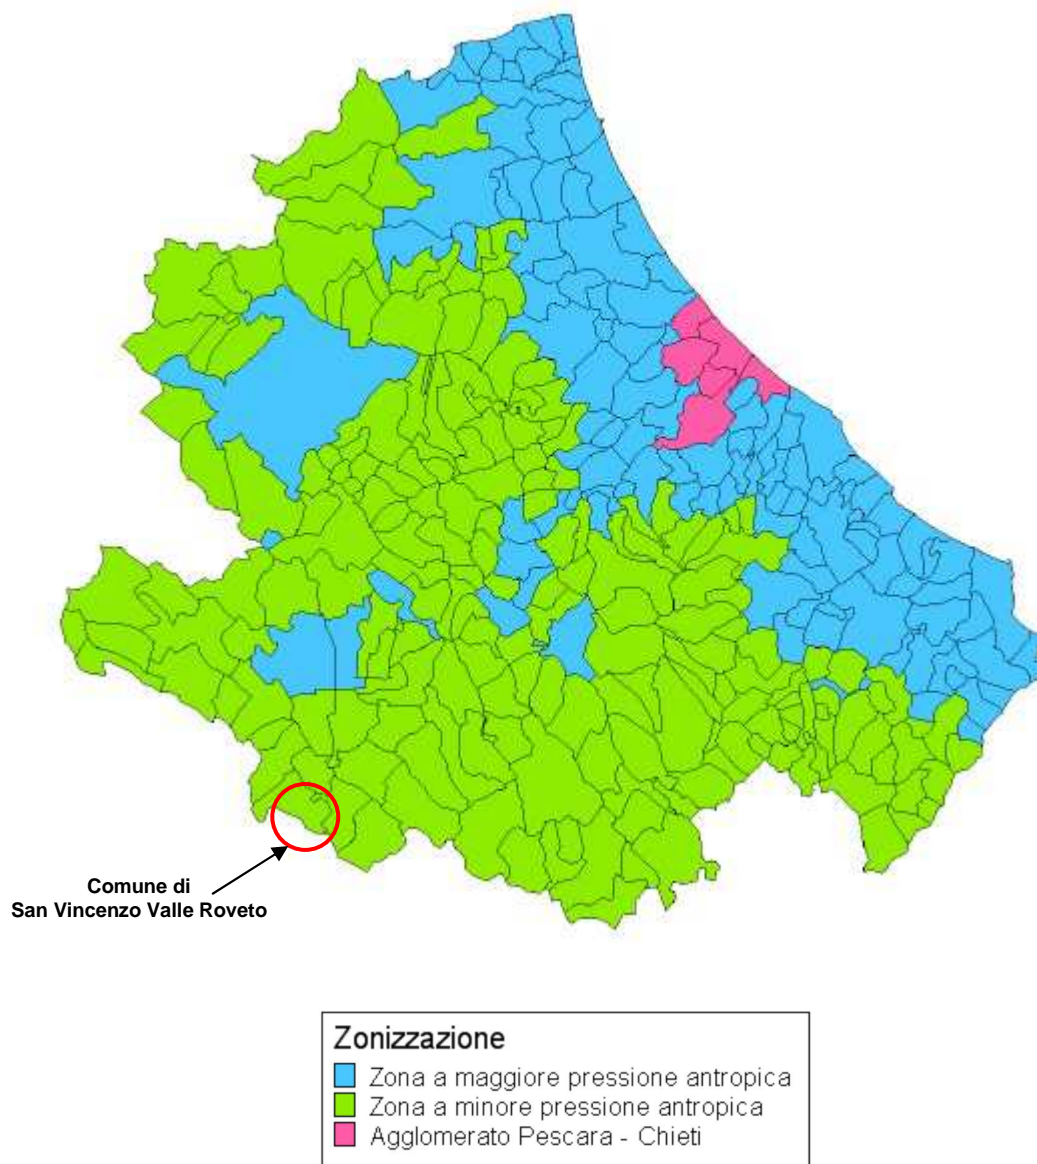 Comune di
San Vincenzo Valle Roveto
Zonizzazione
Zona a maggiore pressione antropica
Zona a minore pressione antropica
Agglomerato Pescara - Chieti